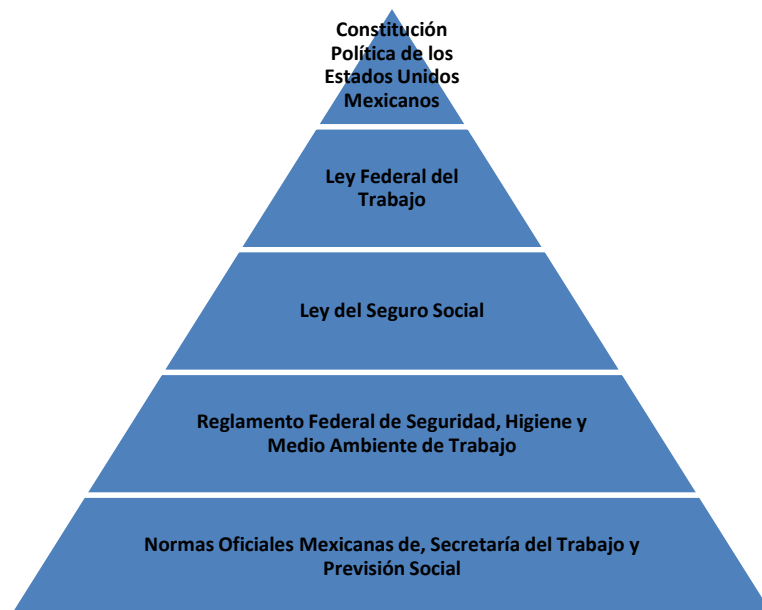 Constitución
Política de los
Estados Unidos
Mexicanos
Ley Federal del
Trabajo
Ley del Seguro Social
Reglamento Federal de Seguridad, Higiene y
Medio Ambiente de Trabajo
Normas Oficiales Mexicanas de, Secretaría del Trabajo y
Previsión Social